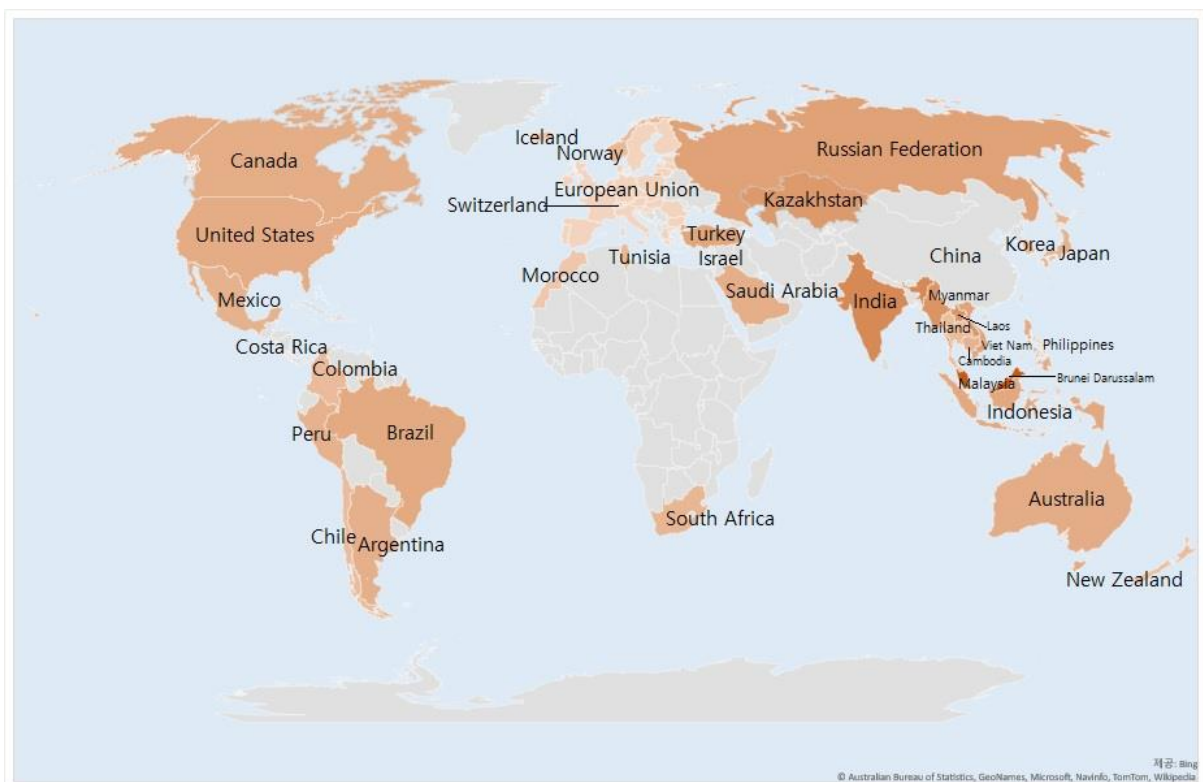 Canada
Iceland
Norway
Russian Federation
European Union
Switzerland
Kazakhstan
United States
Turkey
Korea
Japan
China
Tunisia
Israel
Morocco
Saudi Arabia
India
Myanmar
Mexico
Thailand
Laos
Costa Rica
Viet Nam
Philippines
Cambodia
Colombia
Malaysia
Brunei Darussalam
Indonesia
Peru
Brazil
Australia
South Africa
Chile
Argentina
New Zealand
제공: Bing
© Australian Bureau of Statistics, GeoNames, Microsoft, Navinfo, TomTom, Wikipedia